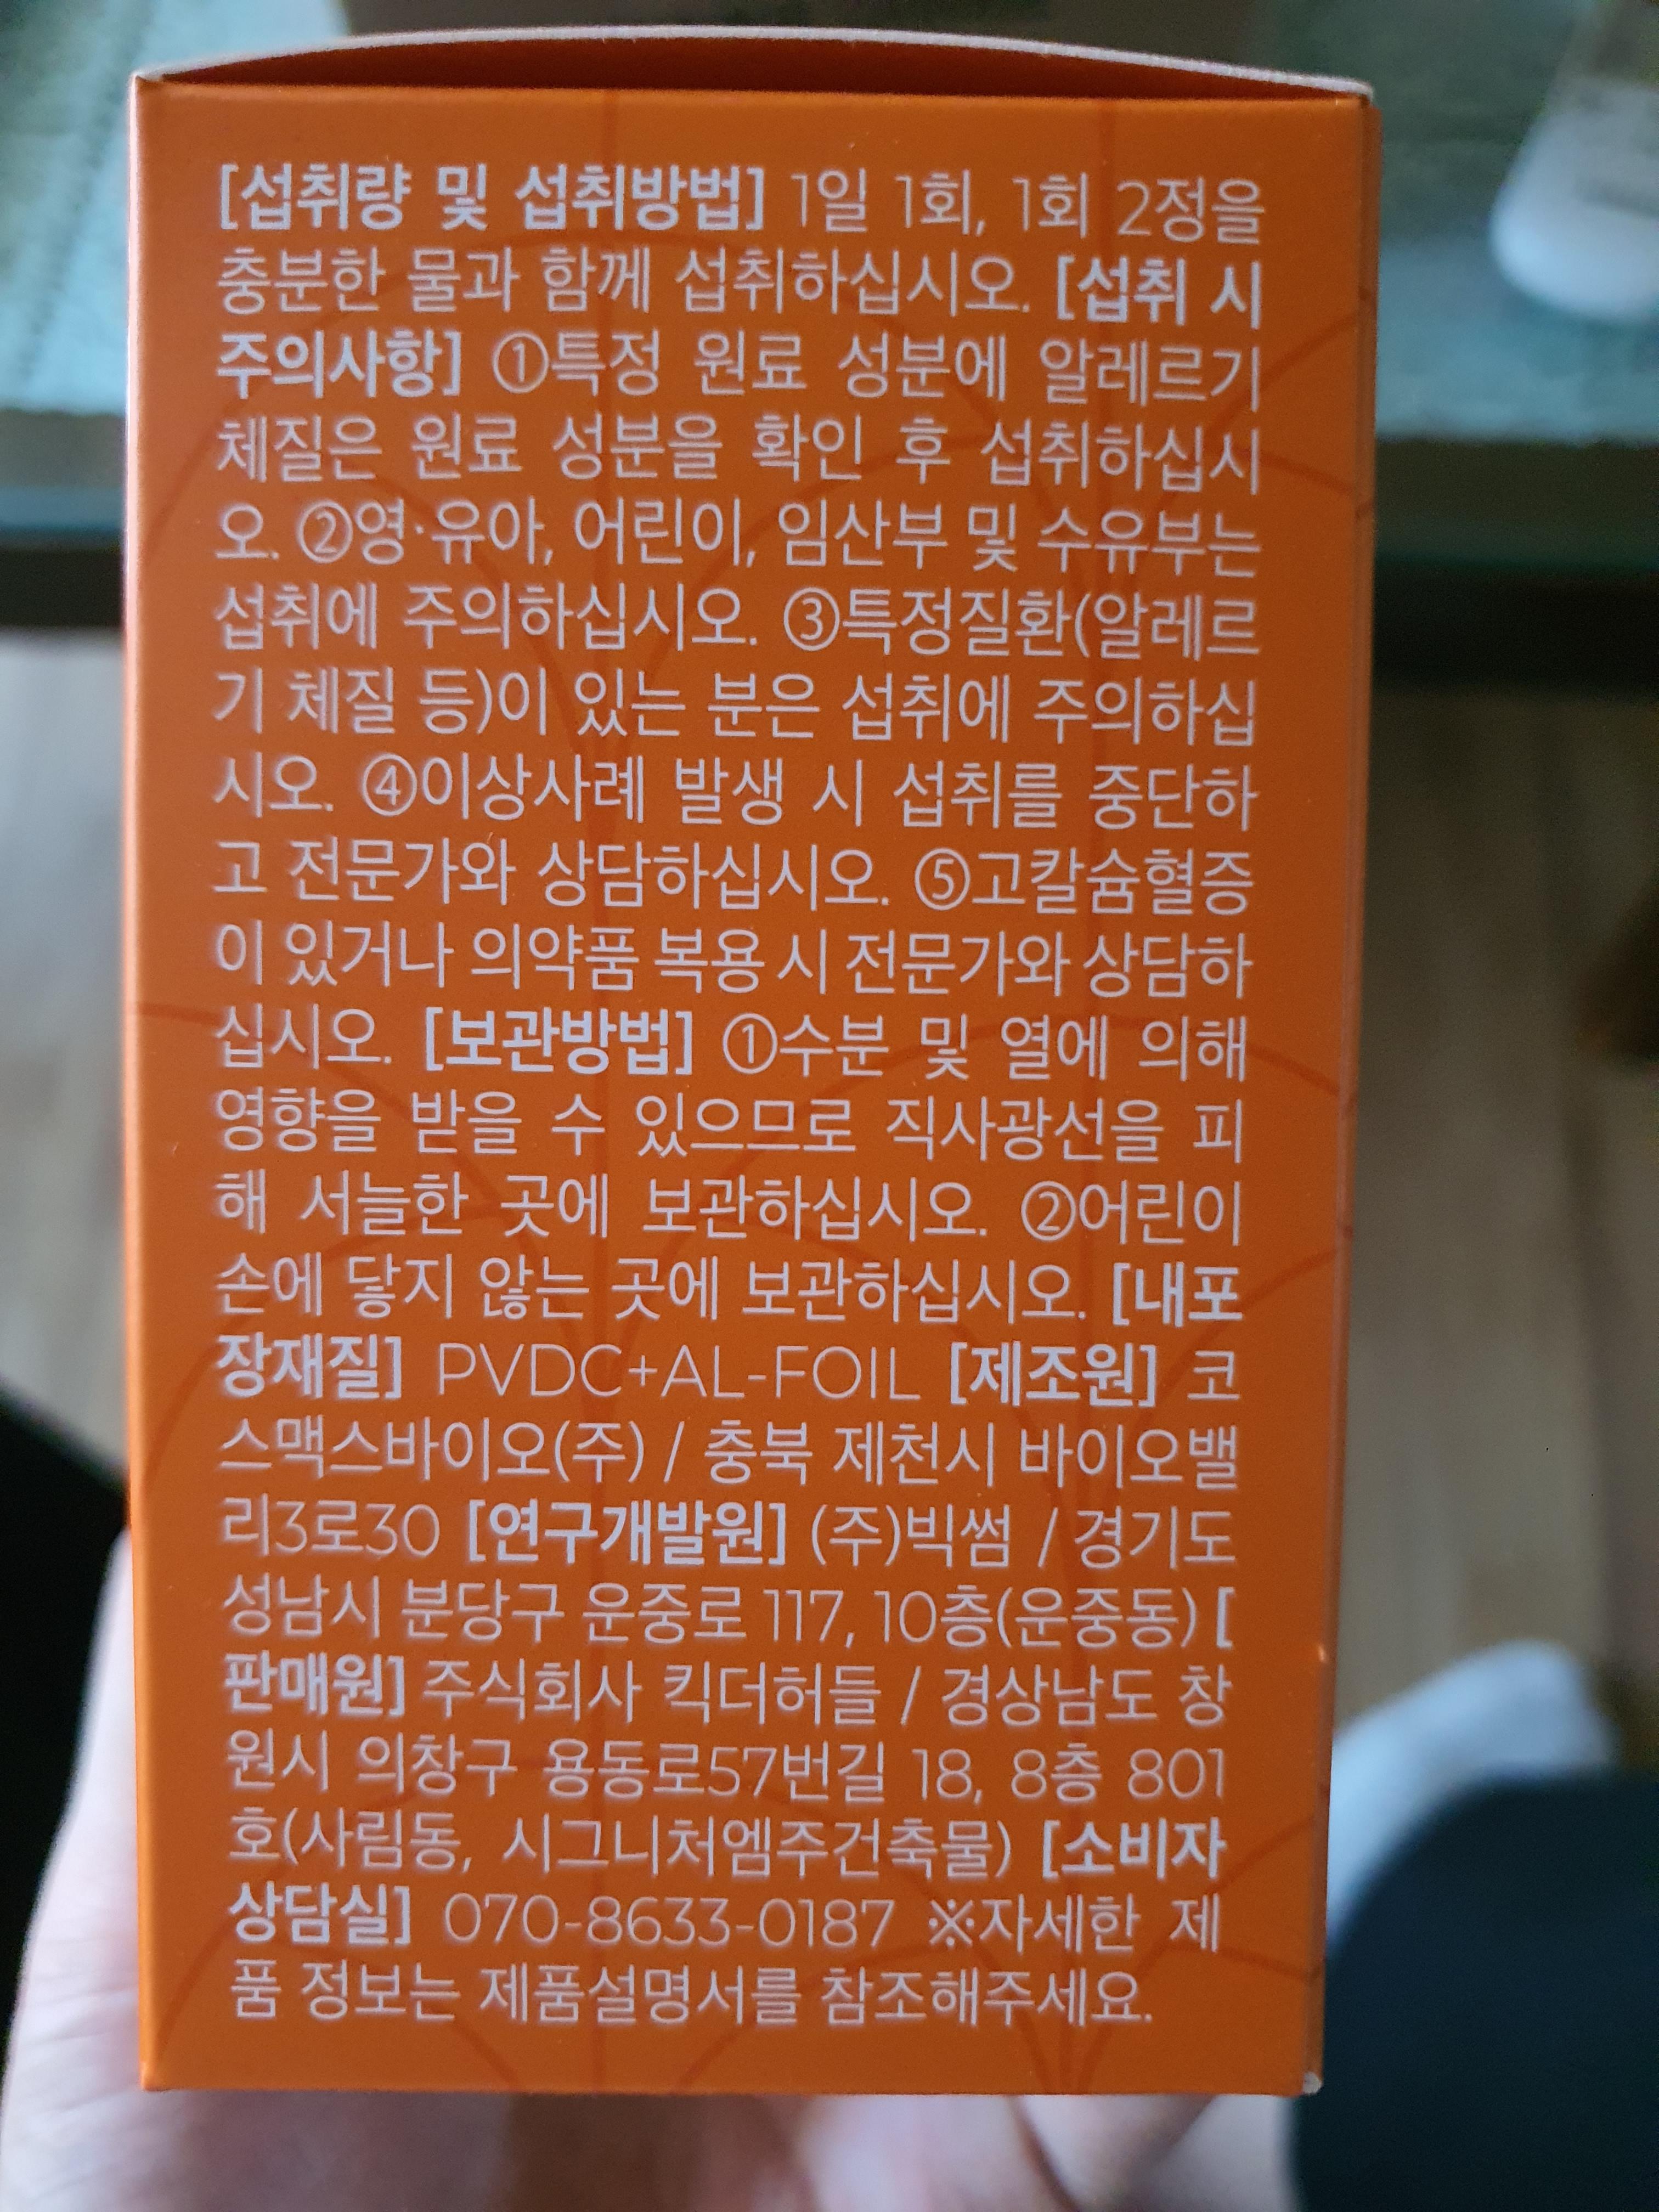 [섭취량 및 섭취방법] 1일 1회, 1회 2정을
충분한 물과 함께 섭취하십시오. [섭취 시
주의사항] ①특정 원료 성분에 알레르기
체질은 원료 성분을 확인 후 섭취하십시
오. ②영·유아, 어린이, 임산부 및 수유부는
섭취에 주의하십시오. ③특정질환(알레르
기 체질 등)이 있는 분은 섭취에 주의하십
시오. ④이상사례 발생 시 섭취를 중단하
고 전문가와 상담하십시오. ⑤고칼슘혈증
이 있거나 의약품 복용 시 전문가와 상담하
십시오. [보관방법] ①수분 및 열에 의해
영향을 받을 수 있으므로 직사광선을 피
해 서늘한 곳에 보관하십시오. ②어린이
손에 닿지 않는 곳에 보관하십시오. [내포
장재질] PVDC+AL-FOIL [제조원] 코
스맥스바이오(주) / 충북 제천시 바이오밸
리3로30 [연구개발원] (주)빅썸 / 경기도
성남시 분당구 운중로 117, 10층(운중동) [
판매원] 주식회사 킥더허들 / 경상남도 창
원시 의창구 용동로57번길 18, 8층 801
호(사림동, 시그니처엠주건축물) [소비자
상담실] 070-8633-0187 ※자세한 제
품 정보는 제품설명서를 참조해주세요.